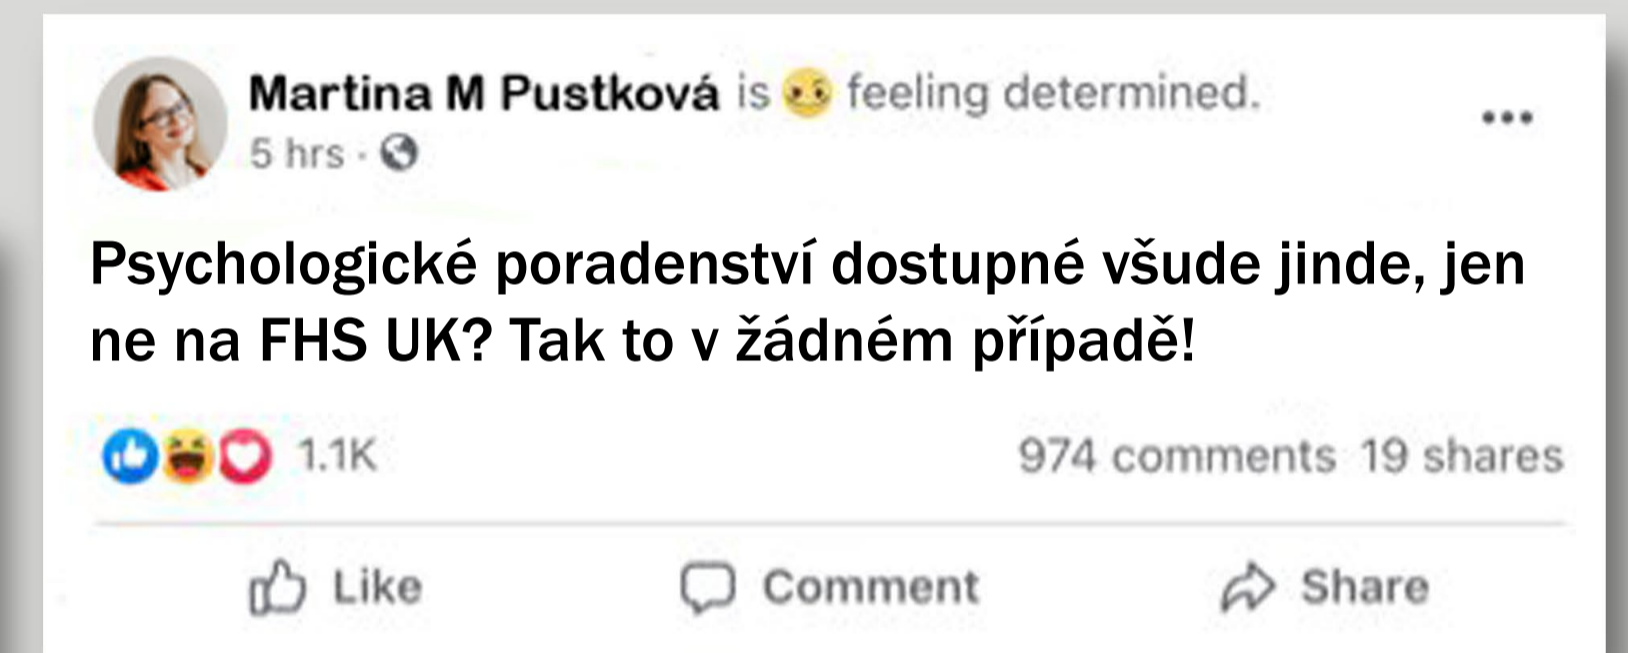 Martina M Pustková is feeling determined.
5 hrs ·
Psychologické poradenství dostupné všude jinde, jen
ne na FHS UK? Tak to v žádném případě!
1.1K 974 comments 19 shares
Like Comment Share